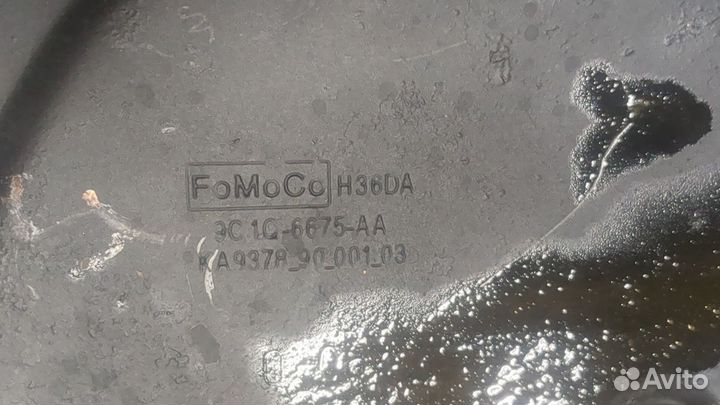 FoMoCo H36DA
9C1Q-6675-AA
KA9378_90_001_03
Avito